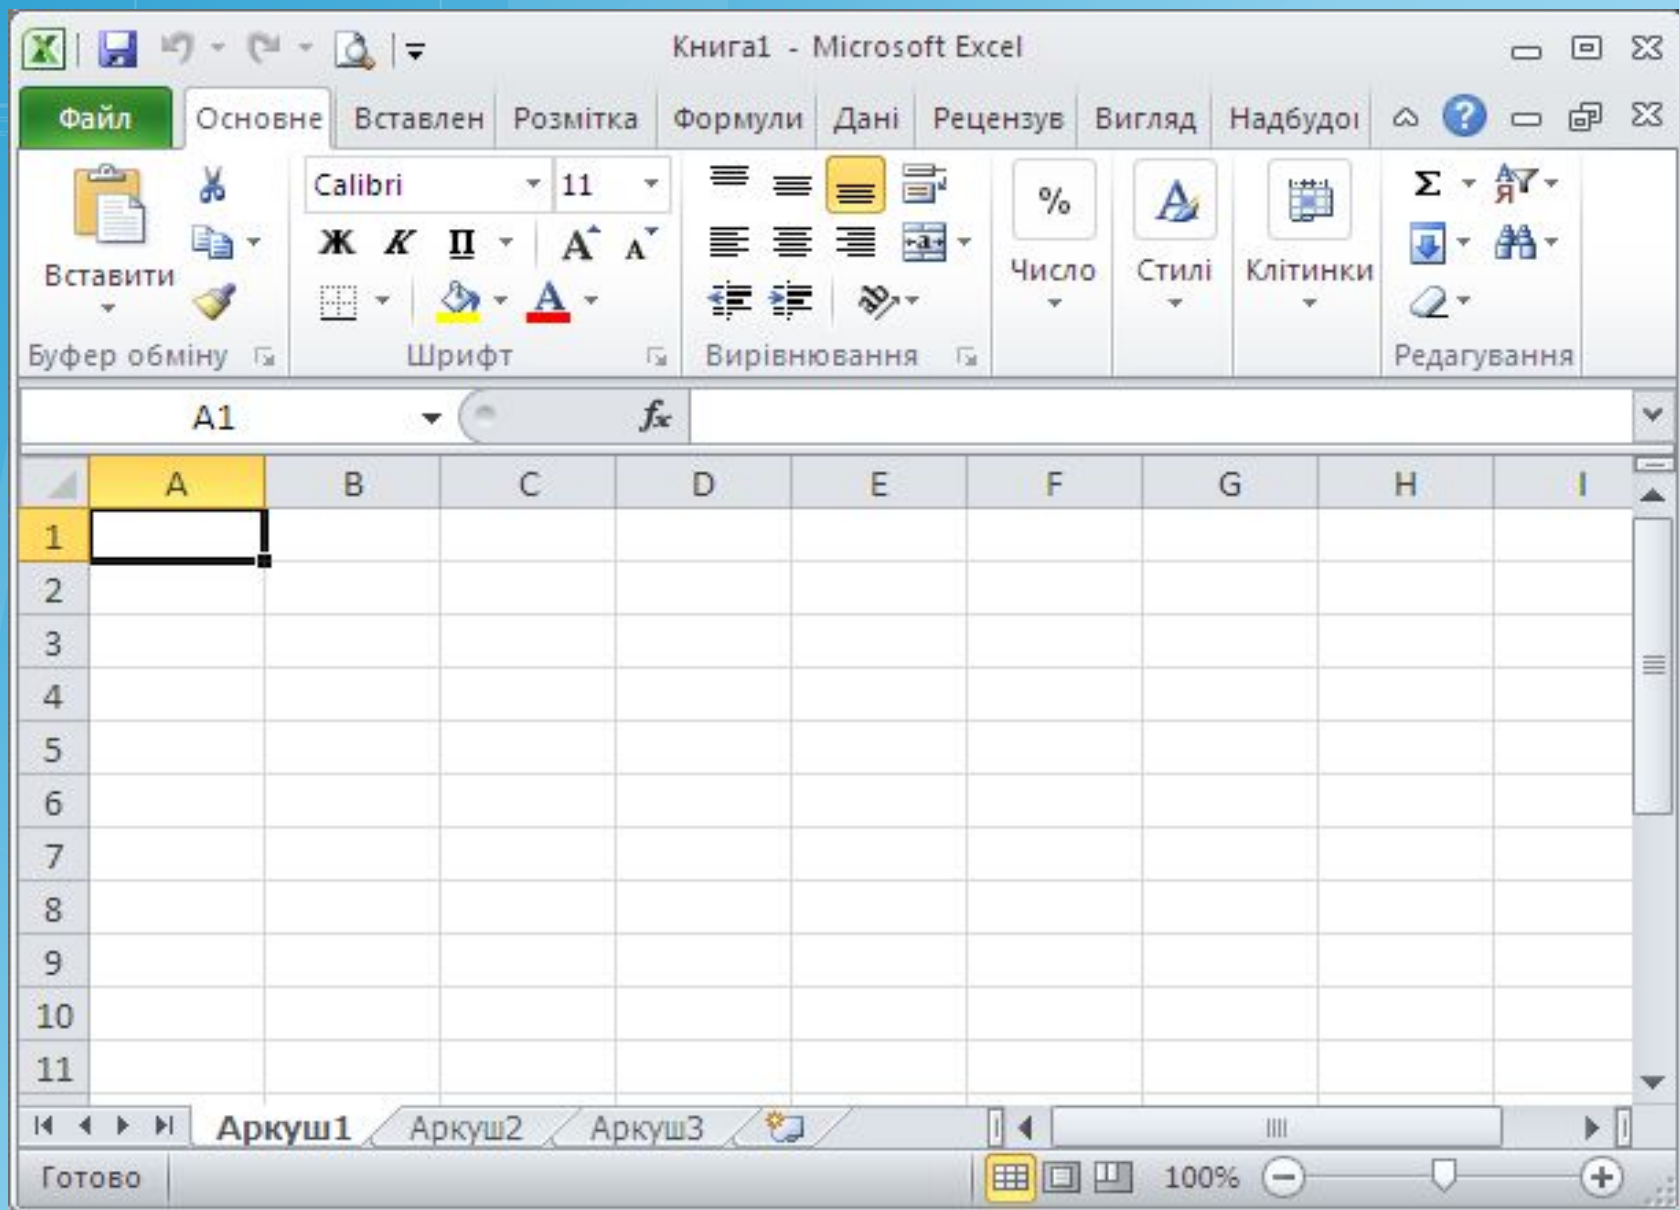 Книга1 - Microsoft Excel
Файл Основне Вставлен Розмітка Формули Дані Рецензув Вигляд Надбудо
Calibri 11 %
Ж К П А А а Σ А Я
Вставити Число Стилі Клітинки
А ab
Буфер обміну Шрифт Вирівнювання Редагування
A1 fx
A B C D E F G H I
1
2
3
4
5
6
7
8
9
10
11
Аркуш1 Аркуш2 Аркуш3
Готово 100%